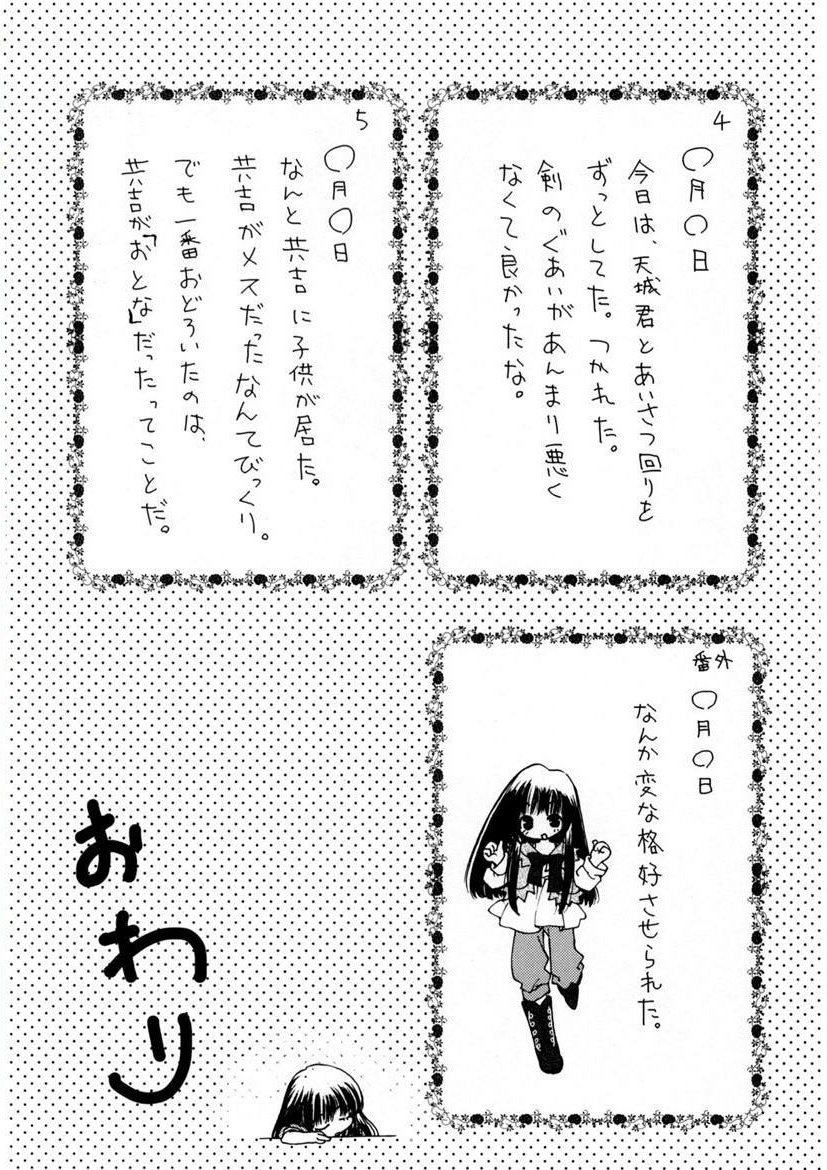 4
〇月〇日
今日は、天城君とあいさつ回りを
ずっとしてた。つかれた。
剣のぐあいがあんまり悪く
なくて良かったな。
5
〇月〇日
なんと共吉に子供が居た。
共吉がメスだったなんてびっくり。
でも一番おどろいたのは、
共吉が「おとな」だったってことだ。
番外
〇月〇日
なんか変な格好させられた。
おわり